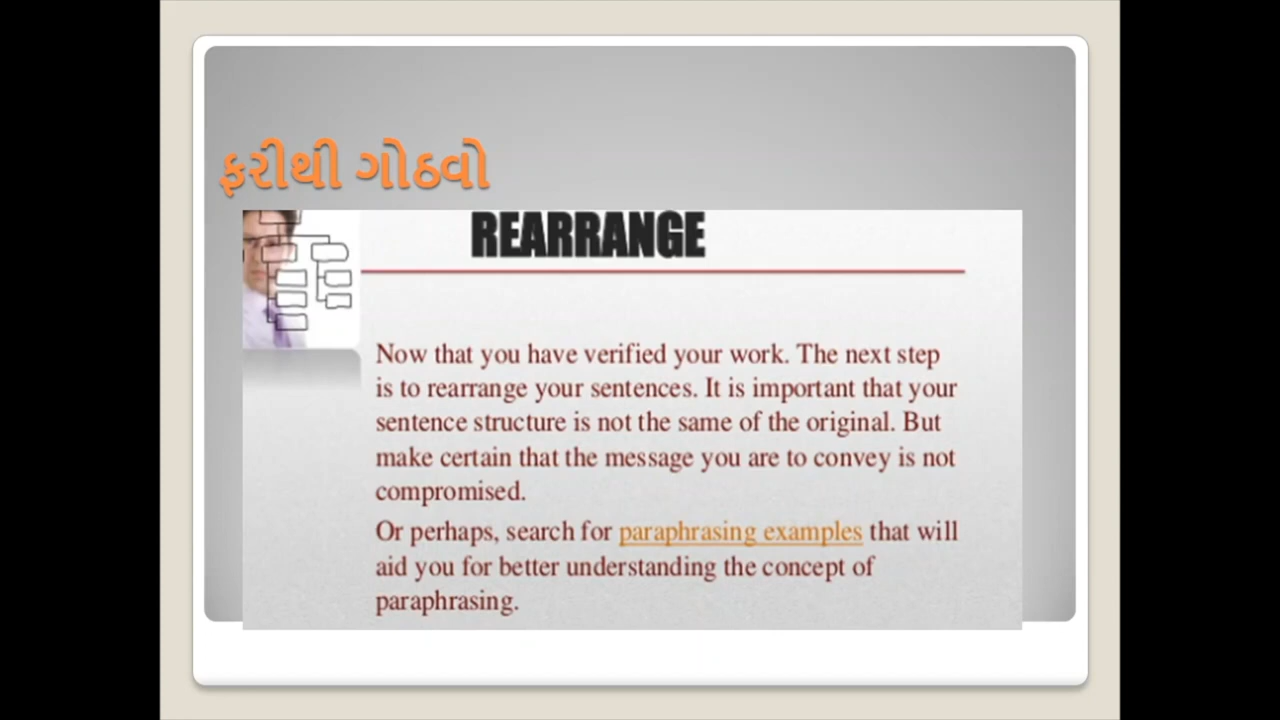 ફરીથી ગોઠવો
REARRANGE
Now that you have verified your work. The next step
is to rearrange your sentences. It is important that your
sentence structure is not the same of the original. But
make certain that the message you are to convey is not
compromised.
Or perhaps, search for paraphrasing examples that will
aid you for better understanding the concept of
paraphrasing.